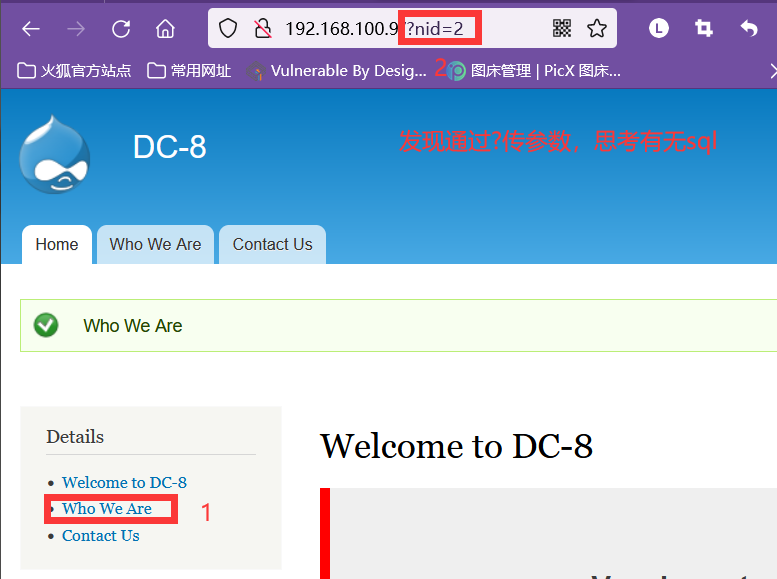 192.168.100.9/?nid=2
L
火狐官方站点 常用网址 Vulnerable By Desig... 2 图床管理 | PicX 图床...
DC-8
发现通过?传参数，思考有无sql
Home Who We Are Contact Us
Who We Are
Details
Welcome to DC-8
Welcome to DC-8
Who We Are 1
Contact Us